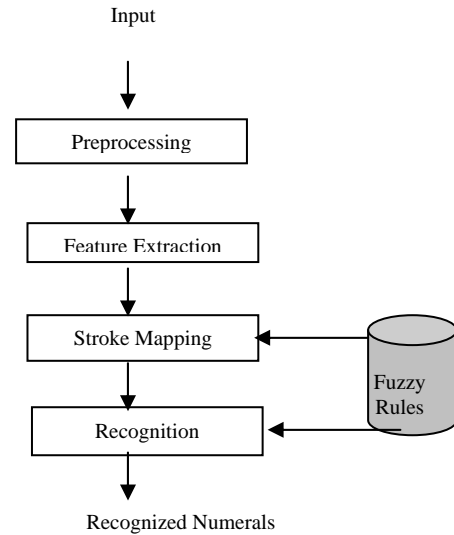 Input
Preprocessing
Feature Extraction
Stroke Mapping
Fuzzy
Rules
Recognition
Recognized Numerals